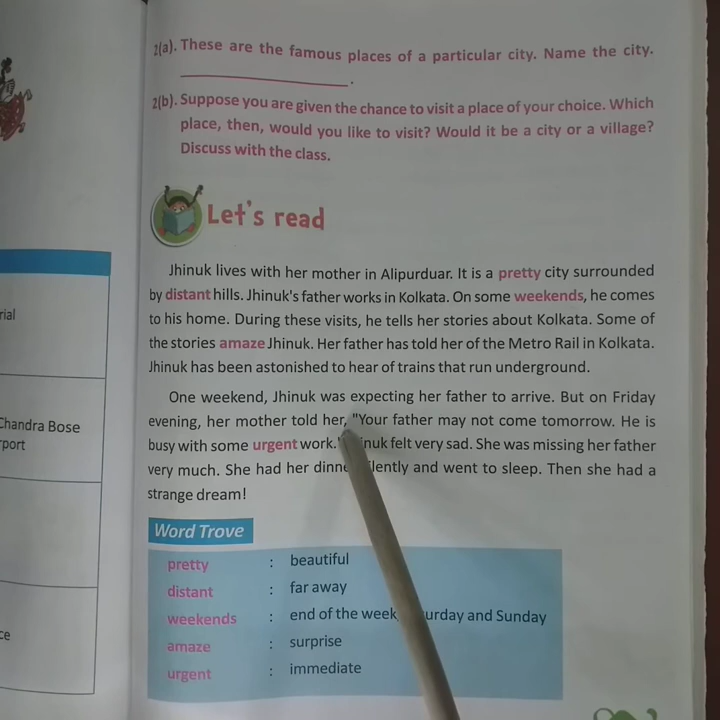 2(a). These are the famous places of a particular city. Name the city.
.
2(b). Suppose you are given the chance to visit a place of your choice. Which
place, then, would you like to visit? Would it be a city or a village?
Discuss with the class.
Let's read
Jhinuk lives with her mother in Alipurduar. It is a pretty city surrounded
by distant hills. Jhinuk's father works in Kolkata. On some weekends, he comes
to his home. During these visits, he tells her stories about Kolkata. Some of
the stories amaze Jhinuk. Her father has told her of the Metro Rail in Kolkata.
Jhinuk has been astonished to hear of trains that run underground.
One weekend, Jhinuk was expecting her father to arrive. But on Friday
evening, her mother told her, "Your father may not come tomorrow. He is
busy with some urgent work." felt very sad. She was missing her father
very much. She had her and went to sleep. Then she had a
strange dream!
Word Trove
pretty : beautiful
distant : far away
weekends : end of the week, and Sunday
amaze : surprise
urgent : immediate
Chandra Bose